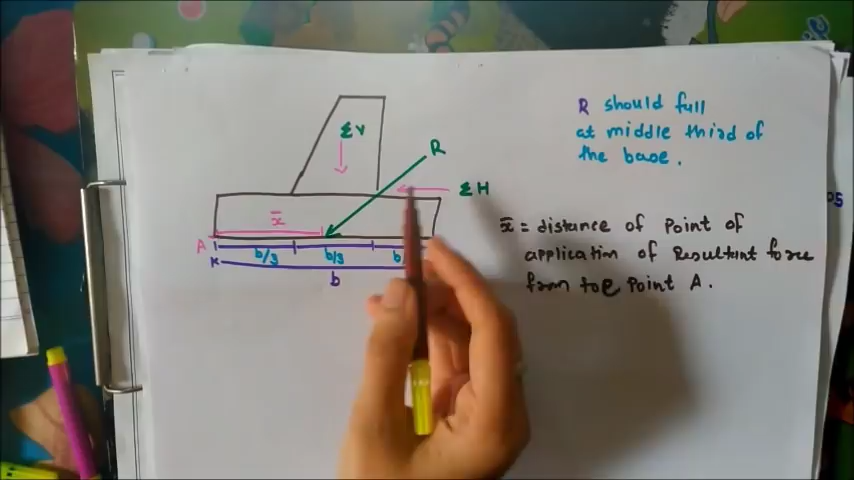 ΣV
R
ΣH
x̄
A
b/3
b/3
b
b
R should full
at middle third of
the base.
x̄ = distance of Point of
application of Resultant force
from toe Point A.